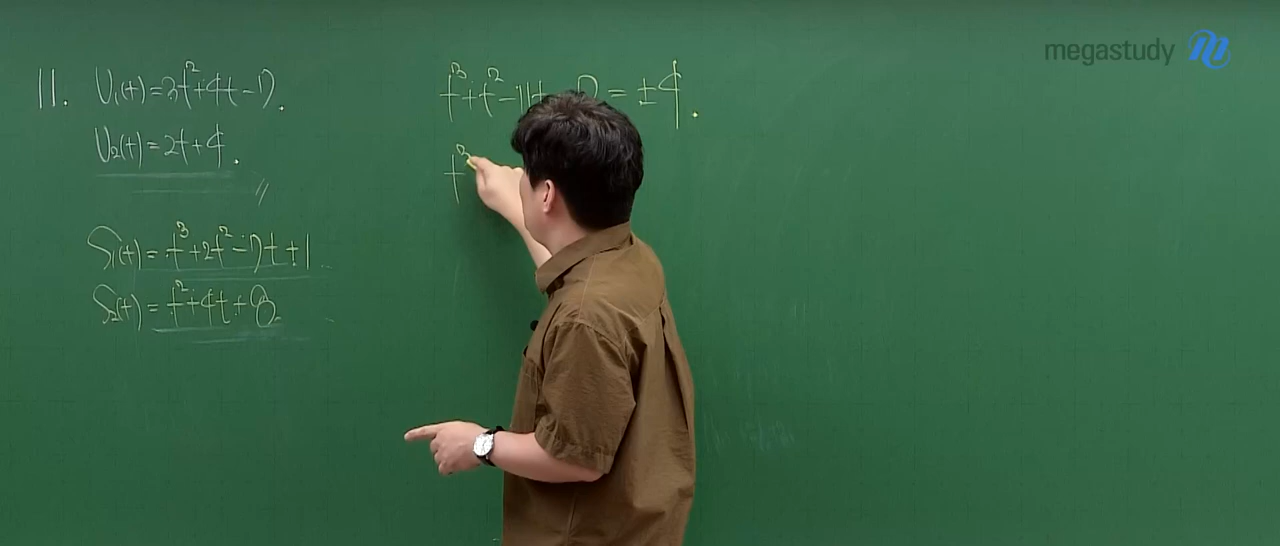 megastudy
11. V₁(t)=3t²+4t-7.
V₂(t)=2t+4.
S₁(t)=t³+2t²-7t+1
S₂(t)=t²+4t+8
t³+t²-11t-7=±4.
t³